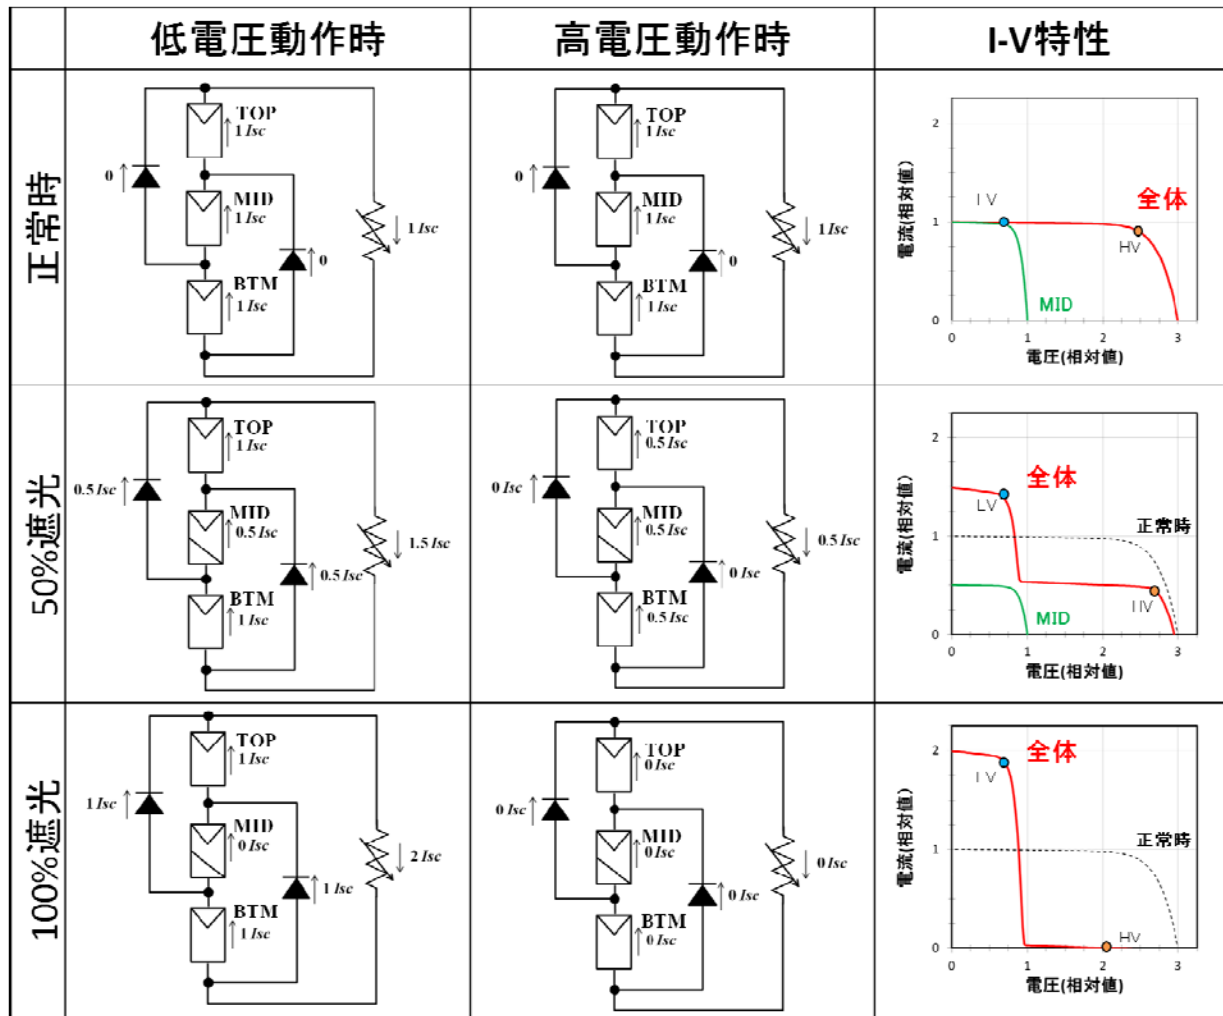 低電圧動作時
高電圧動作時
I-V特性
正常時
TOP
1 Isc
0
MID
1 Isc
1 Isc
0
BTM
1 Isc
TOP
1 Isc
0
MID
1 Isc
1 Isc
0
BTM
1 Isc
電流(相対値)
2
1
0
LV
全体
HV
MID
0
1
2
3
電圧(相対値)
50%遮光
TOP
1 Isc
0.5 Isc
MID
0.5 Isc
1.5 Isc
0.5 Isc
BTM
1 Isc
TOP
0.5 Isc
0 Isc
MID
0.5 Isc
0.5 Isc
0 Isc
BTM
0.5 Isc
電流(相対値)
2
1
0
全体
LV
正常時
HV
MID
0
1
2
3
電圧(相対値)
100%遮光
TOP
1 Isc
1 Isc
MID
0 Isc
2 Isc
1 Isc
BTM
1 Isc
TOP
0 Isc
0 Isc
MID
0 Isc
0 Isc
0 Isc
BTM
0 Isc
電流(相対値)
2
1
0
全体
LV
正常時
HV
0
1
2
3
電圧(相対値)